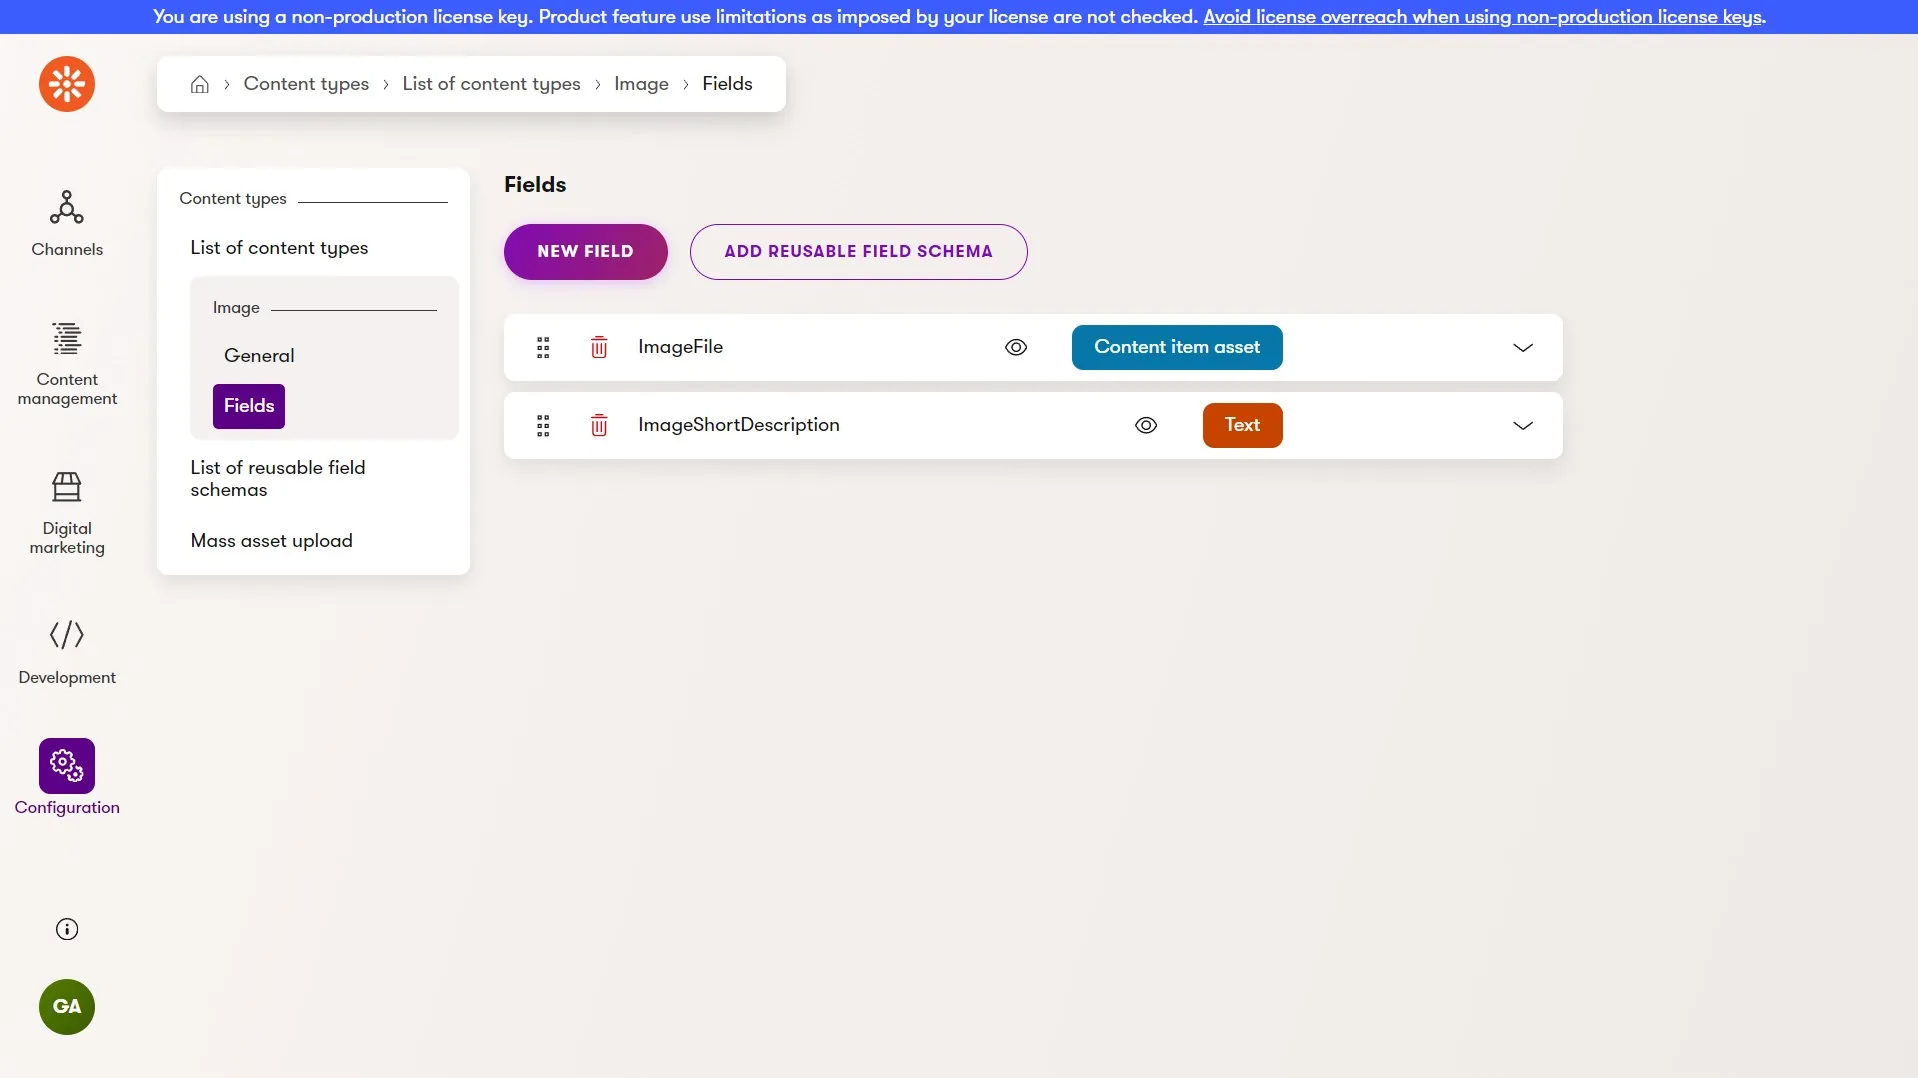 You are using a non-production license key. Product feature use limitations as imposed by your license are not checked. Avoid license overreach when using non-production license keys.
Content types
List of content types
Image
Fields
Channels
Content
management
Digital
marketing
Development
Configuration
GA
Content types
List of content types
Image
General
Fields
List of reusable field
schemas
Mass asset upload
Fields
NEW FIELD
ADD REUSABLE FIELD SCHEMA
ImageFile
Content item asset
ImageShortDescription
Text